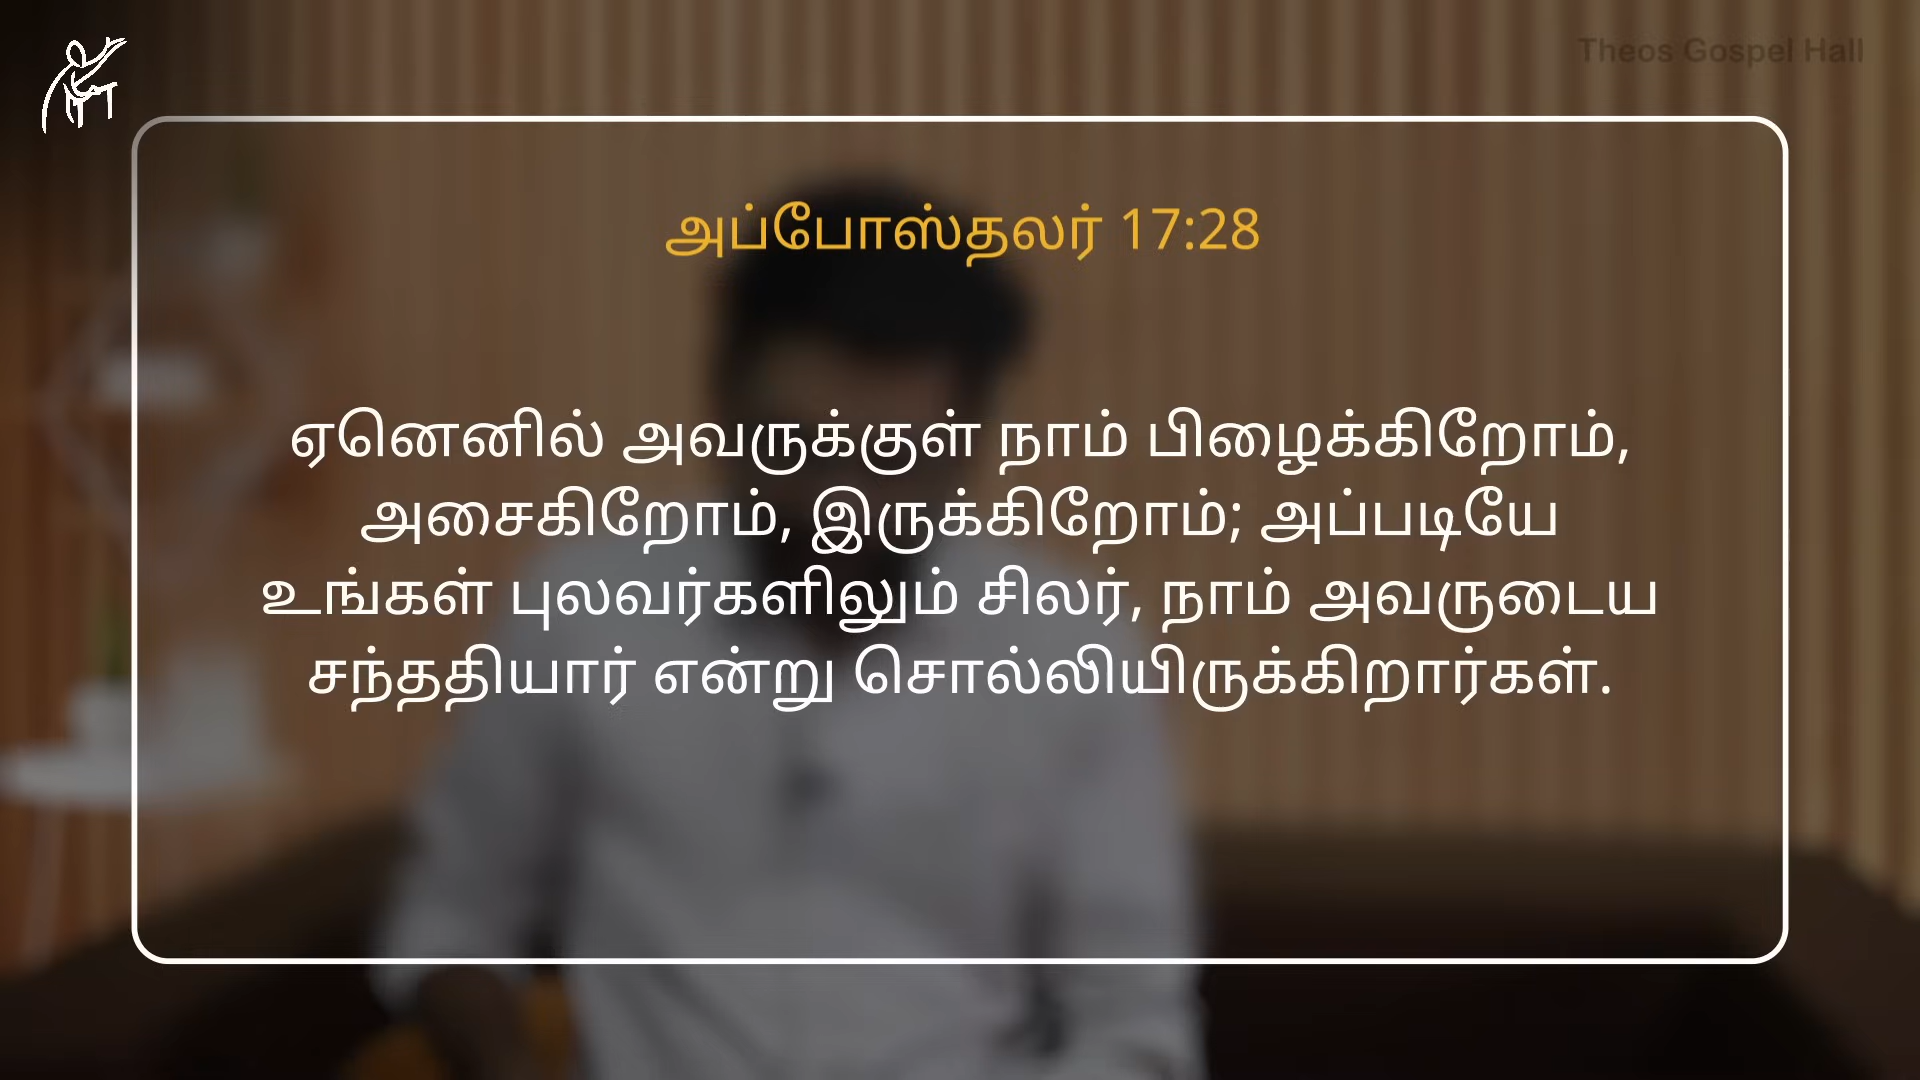 Theos Gospel Hall
அப்போஸ்தலர் 17:28
ஏனெனில் அவருக்குள் நாம் பிழைக்கிறோம்,
அசைகிறோம், இருக்கிறோம்; அப்படியே
உங்கள் புலவர்களிலும் சிலர், நாம் அவருடைய
சந்ததியார் என்று சொல்லியிருக்கிறார்கள்.